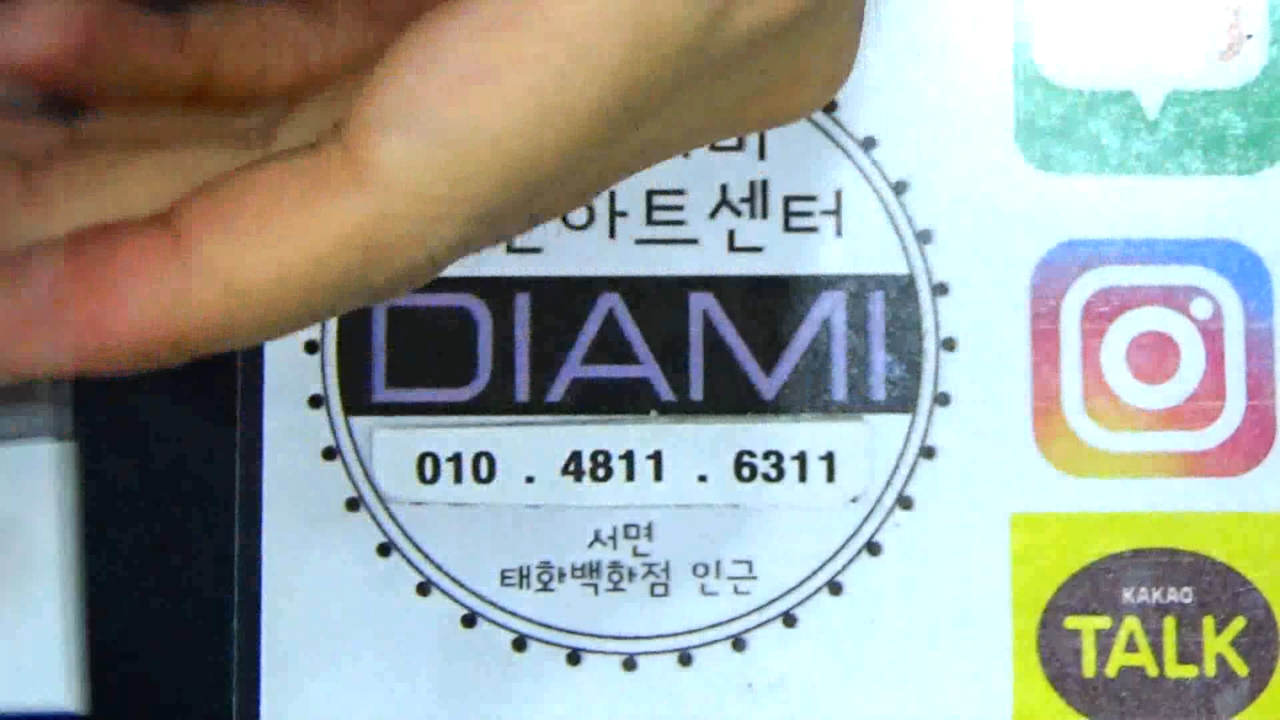 아트센터
DIAMI
010 . 4811 . 6311
서면
태화백화점 인근
KAKAO
TALK